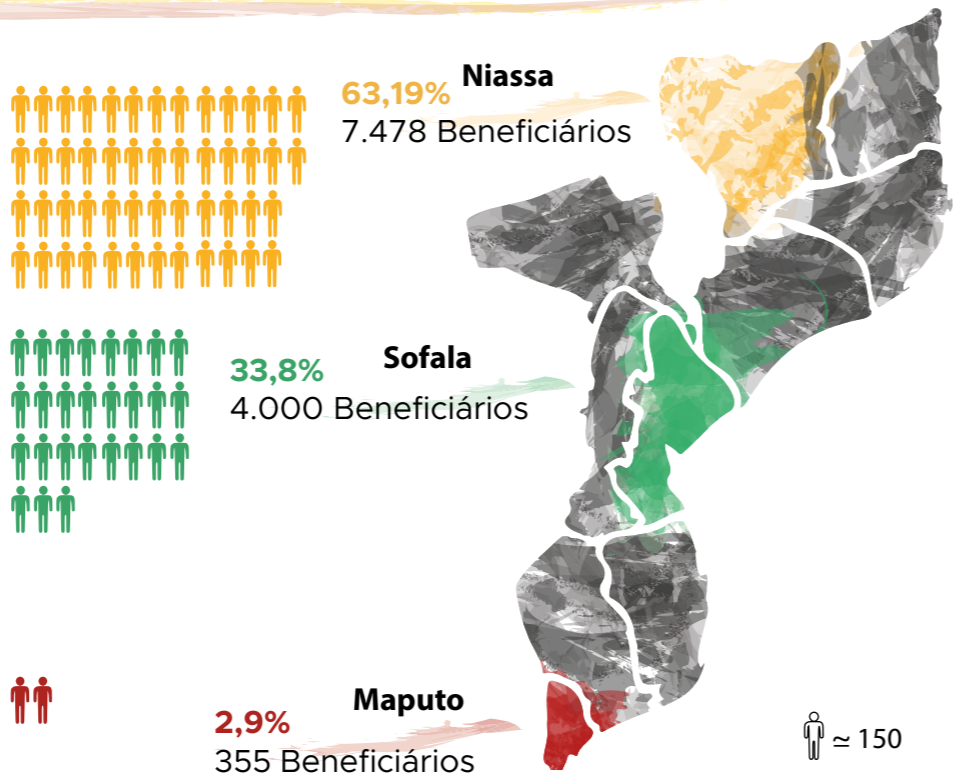 Niassa
63,19%
7.478 Beneficiários
Sofala
33,8%
4.000 Beneficiários
Maputo
2,9%
355 Beneficiários
≃ 150